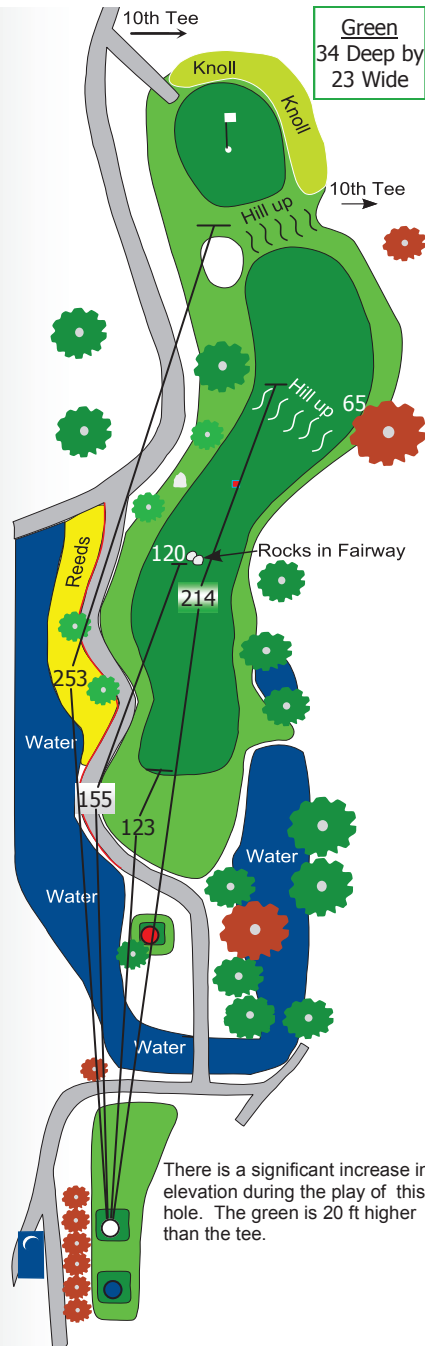 10th Tee
Green
34 Deep by
23 Wide
Knoll
Knoll
10th Tee
Hill up
Hill up
65
Reeds
120
Rocks in Fairway
214
253
Water
155
123
Water
Water
Water
There is a significant increase in
elevation during the play of this
hole. The green is 20 ft higher
than the tee.